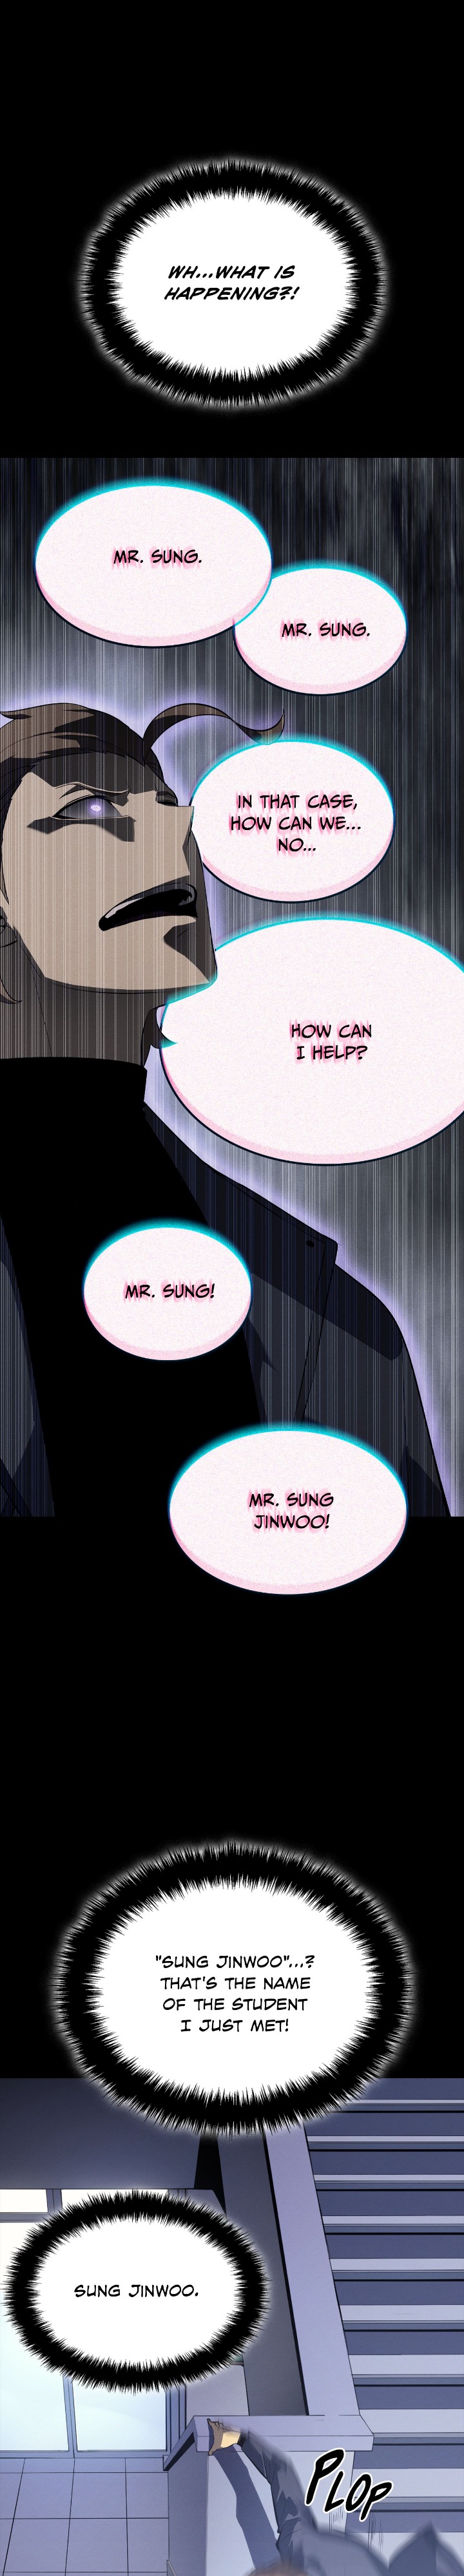 WH...WHAT IS
HAPPENING?!
MR. SUNG.
MR. SUNG.
IN THAT CASE,
HOW CAN WE...
NO...
HOW CAN
I HELP?
MR. SUNG!
MR. SUNG
JINWOO!
"SUNG JINWOO"...?
THAT'S THE NAME
OF THE STUDENT
I JUST MET!
SUNG JINWOO.
PLOP